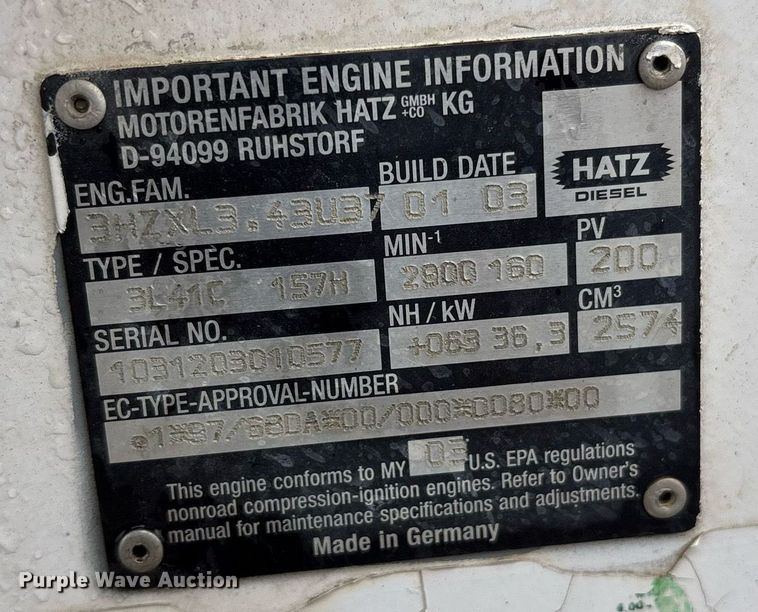 IMPORTANT ENGINE INFORMATION
MOTORENFABRIK HATZ GMBH +CO KG
D-94099 RUHSTORF
HATZ
DIESEL
ENG.FAM. BUILD DATE
3HZXL3.43U37 01 03
TYPE / SPEC. MIN-1 PV
3L41C 157H 2800 160 200
SERIAL NO. NH / kW CM3
1031203010577 +069 36,3 2574
EC-TYPE-APPROVAL-NUMBER
e1*97/68DA*00/000*0080*00
This engine conforms to MY 03 U.S. EPA regulations
nonroad compression-ignition engines. Refer to Owner's
manual for maintenance specifications and adjustments.
Made in Germany
Purple Wave Auction